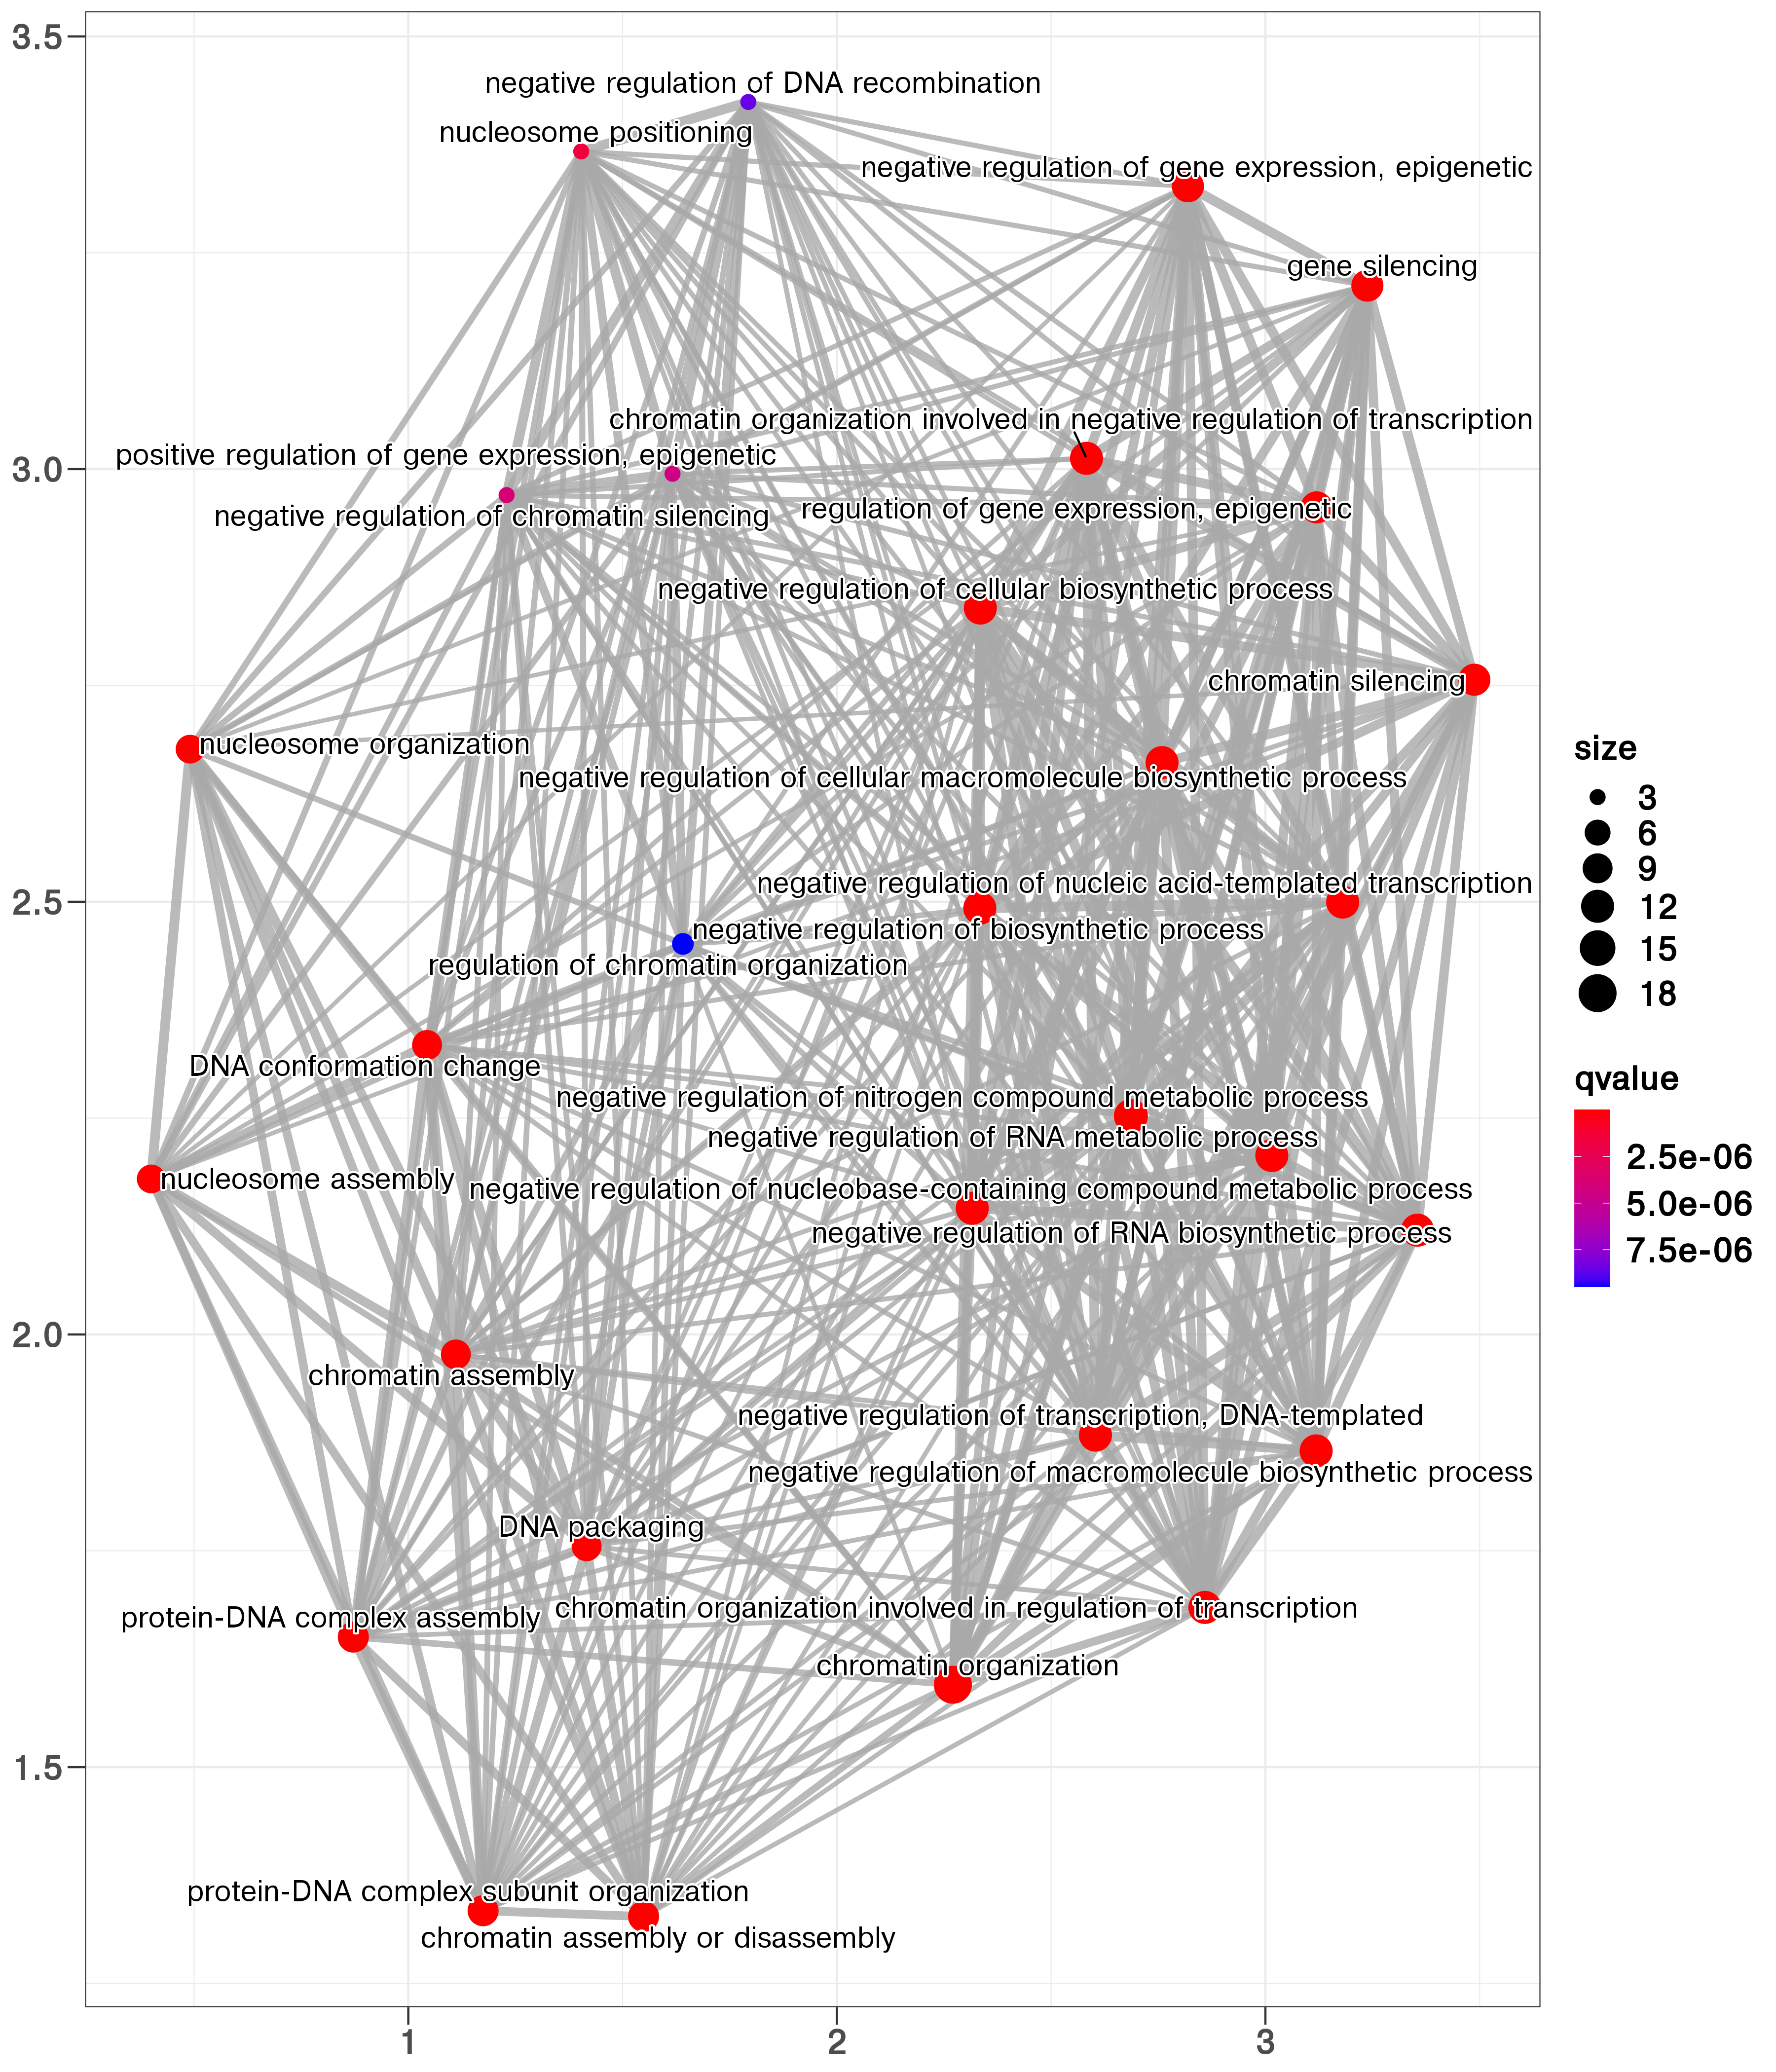 3.5
negative regulation of DNA recombination
nucleosome positioning
negative regulation of gene expression, epigenetic
gene silencing
chromatin organization involved in negative regulation of transcription
positive regulation of gene expression, epigenetic
3.0
regulation of gene expression, epigenetic
negative regulation of chromatin silencing
negative regulation of cellular biosynthetic process
chromatin silencing
nucleosome organization
negative regulation of cellular macromolecule biosynthetic process
negative regulation of nucleic acid-templated transcription
2.5
negative regulation of biosynthetic process
regulation of chromatin organization
DNA conformation change
negative regulation of nitrogen compound metabolic process
negative regulation of RNA metabolic process
nucleosome assembly
negative regulation of nucleobase-containing compound metabolic process
negative regulation of RNA biosynthetic process
2.0
chromatin assembly
negative regulation of transcription, DNA-templated
negative regulation of macromolecule biosynthetic process
DNA packaging
chromatin organization involved in regulation of transcription
protein-DNA complex assembly
chromatin organization
1.5
protein-DNA complex subunit organization
chromatin assembly or disassembly
1
2
3
size
3
6
9
12
15
18
qvalue
2.5e-06
5.0e-06
7.5e-06